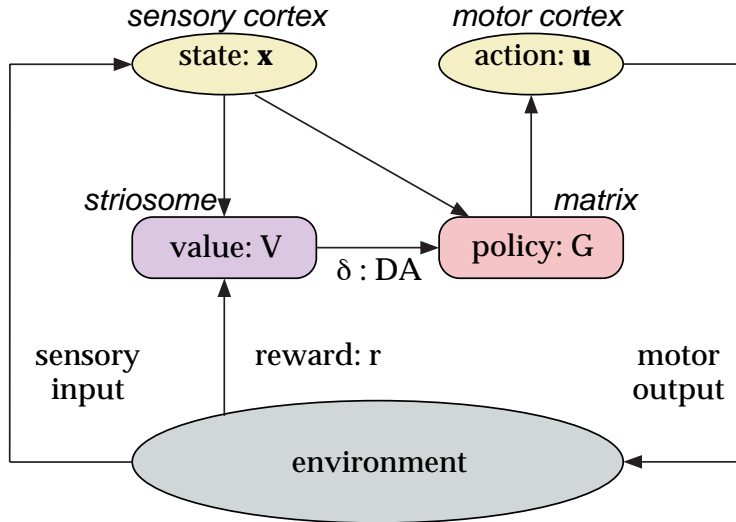 sensory cortex
motor cortex
state: x
action: u
striosome
matrix
value: V
policy: G
δ : DA
sensory
input
reward: r
motor
output
environment